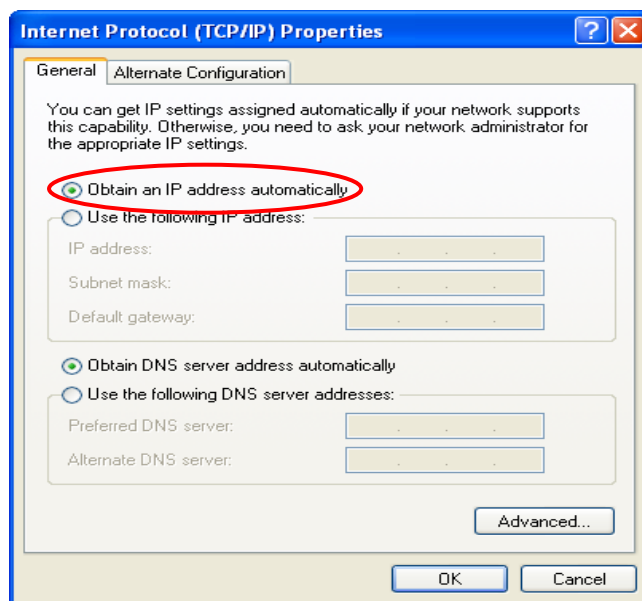 Internet Protocol (TCP/IP) Properties
General
Alternate Configuration
You can get IP settings assigned automatically if your network supports
this capability. Otherwise, you need to ask your network administrator for
the appropriate IP settings.
Obtain an IP address automatically
Use the following IP address:
IP address:
Subnet mask:
Default gateway:
Obtain DNS server address automatically
Use the following DNS server addresses:
Preferred DNS server:
Alternate DNS server:
Advanced...
OK
Cancel